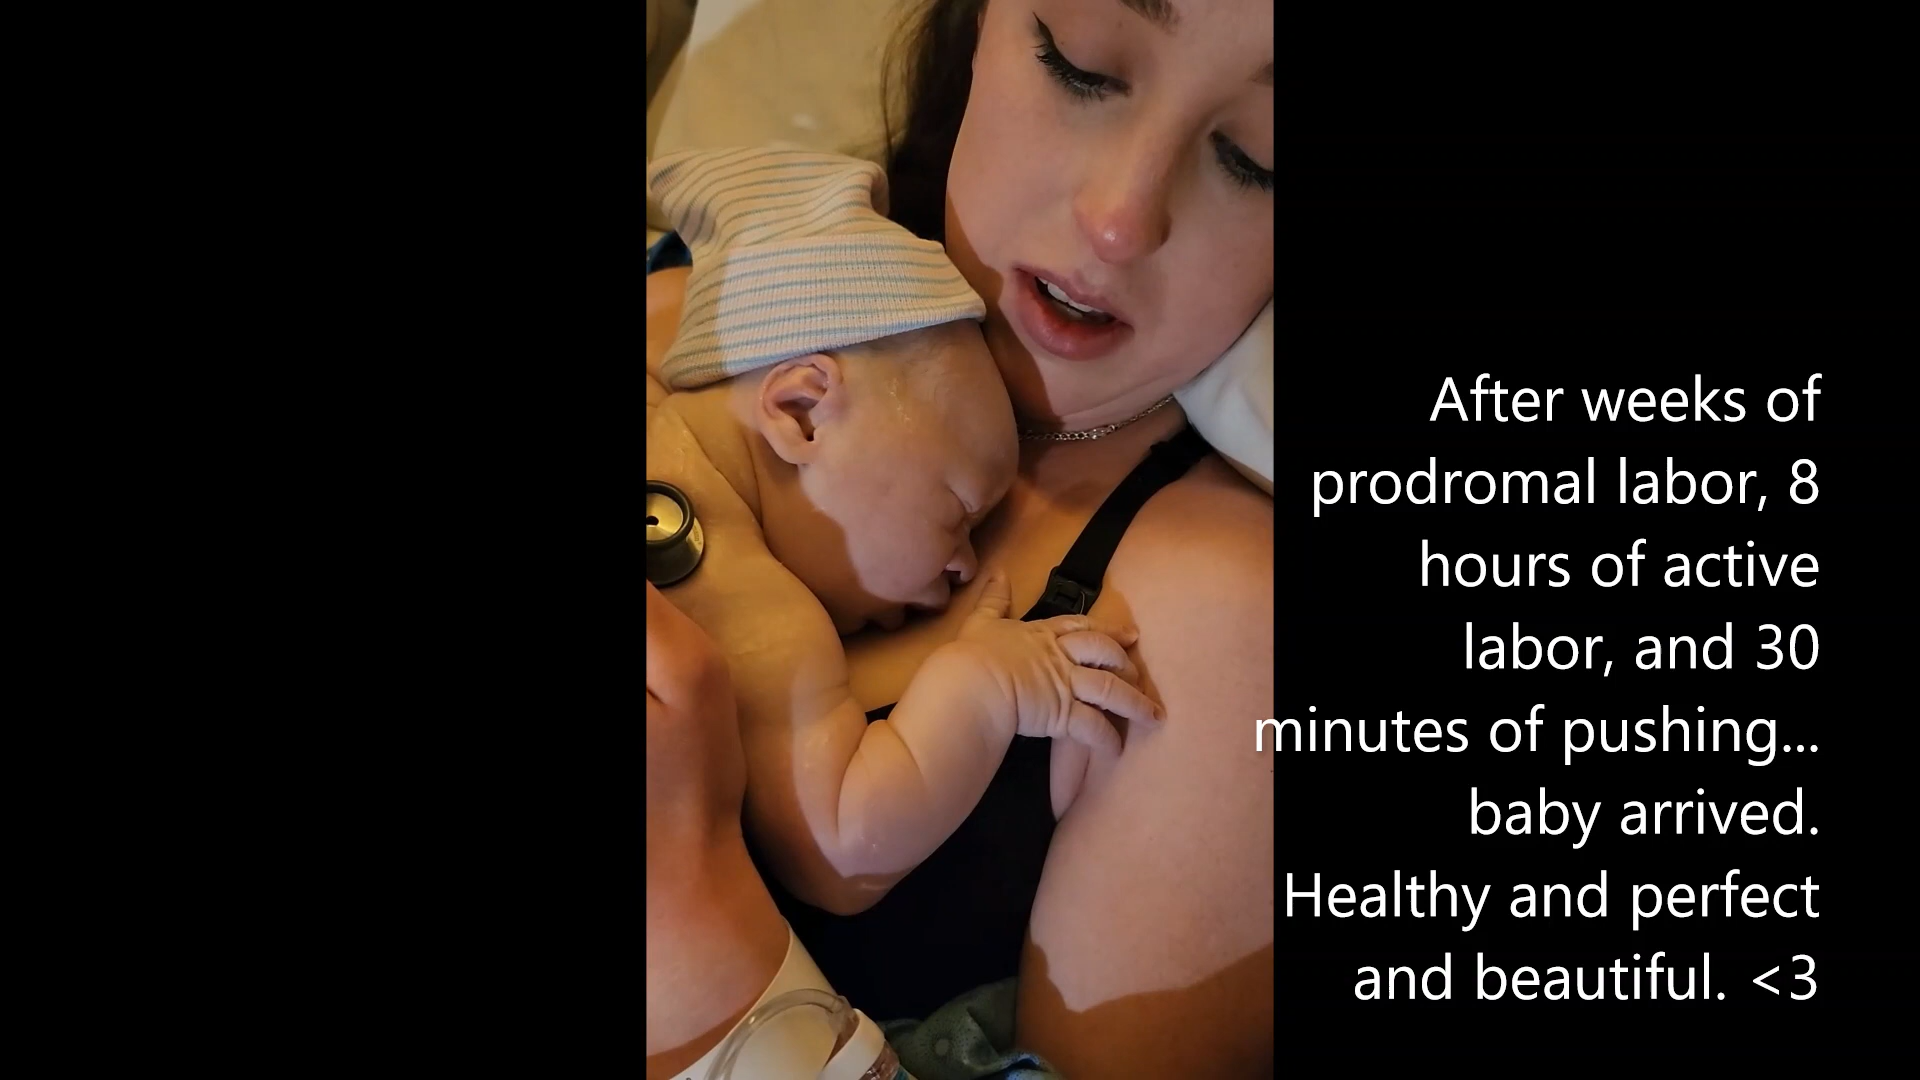 After weeks of
prodromal labor, 8
hours of active
labor, and 30
minutes of pushing...
baby arrived.
Healthy and perfect
and beautiful. <3